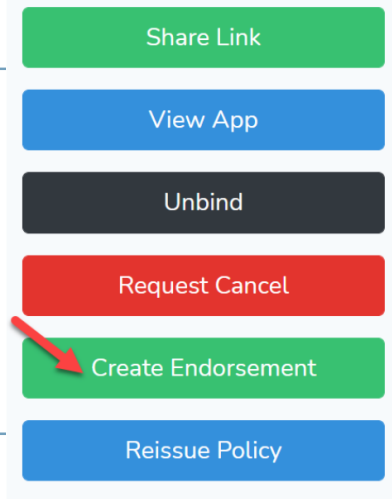 Share Link
View App
Unbind
Request Cancel
Create Endorsement
Reissue Policy